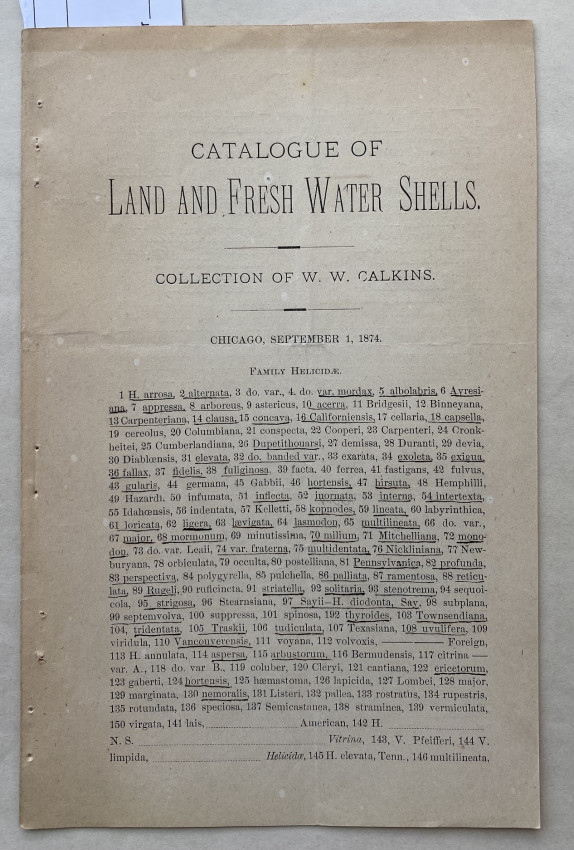 CATALOGUE OF
LAND AND FRESH WATER SHELLS.
COLLECTION OF W. W. CALKINS.
CHICAGO, SEPTEMBER 1, 1874.
FAMILY HELICIDÆ.
1 H. arrosa, 2 alternata, 3 do. var., 4. do. var. mordax, 5 albolabris, 6 Ayresi-
ana, 7 appressa, 8 arboreus, 9 astericus, 10 acerra, 11 Bridgesii, 12 Binneyana,
13 Carpenteriana, 14 clausa, 15 concava, 16 Californiensis, 17 cellaria, 18 capsella,
19 cereolus, 20 Columbiana, 21 conspecta, 22 Cooperi, 23 Carpenteri, 24 Cronk-
heitei, 25 Cumberlandiana, 26 Dupetithouarsi, 27 demissa, 28 Duranti, 29 devia,
30 Diablœnsis, 31 elevata, 32 do. banded var., 33 exarata, 34 exoleta, 35 exigua,
36 fallax, 37 fidelis, 38 fuliginosa, 39 facta, 40 ferrea, 41 fastigans, 42 fulvus,
43 gularis, 44 germana, 45 Gabbii, 46 hortensis, 47 hirsuta, 48 Hemphilli,
49 Hazardi, 50 infumata, 51 inflecta, 52 inornata, 53 interna, 54 intertexta,
55 Idahœnsis, 56 indentata, 57 Kelletti, 58 kopnodes, 59 lineata, 60 labyrinthica,
61 loricata, 62 ligera, 63 lævigata, 64 lasmodon, 65 multilineata, 66 do. var.,
67 major, 68 mormonum, 69 minutissima, 70 milium, 71 Mitchelliana, 72 mono-
don, 73 do. var. Leaii, 74 var. fraterna, 75 multidentata, 76 Nickliniana, 77 New-
buryana, 78 orbiculata, 79 occulta, 80 postelliana, 81 Pennsylvanica, 82 profunda,
83 perspectiva, 84 polygyrella, 85 pulchella, 86 palliata, 87 ramentosa, 88 reticu-
lata, 89 Rugeli, 90 ruficincta, 91 striatella, 92 solitaria, 93 stenotrema, 94 sequoi-
cola, 95 strigosa, 96 Stearnsiana, 97 Sayii—H. diodonta, Say, 98 subplana,
99 septemvolva, 100 suppressa, 101 spinosa, 192 thyroides, 103 Townsendiana,
104, tridentata, 105 Traskii, 106 tudiculata, 107 Texasiana, 108 uvulifera, 109
viridula, 110 Vancouverensis, 111 voyana, 112 volvoxis, Foreign,
113 H. annulata, 114 aspersa, 115 arbustorum, 116 Bermudensis, 117 citrina —
var. A., 118 do. var B., 119 coluber, 120 Cleryi, 121 cantiana, 122 ericetorum,
123 gaberti, 124 hortensis, 125 hæmastoma, 126 lapicida, 127 Lombei, 128 major,
129 marginata, 130 nemoralis, 131 Listeri, 132 pallea, 133 rostratus, 134 rupestris,
135 rotundata, 136 speciosa, 137 Semicastanea, 138 straminea, 139 vermiculata,
150 virgata, 141 lais, American, 142 H.
N. S. Vitrina, 143, V. Pfeifferi, 144 V.
limpida, Helicidæ, 145 H. elevata, Tenn., 146 multilineata,